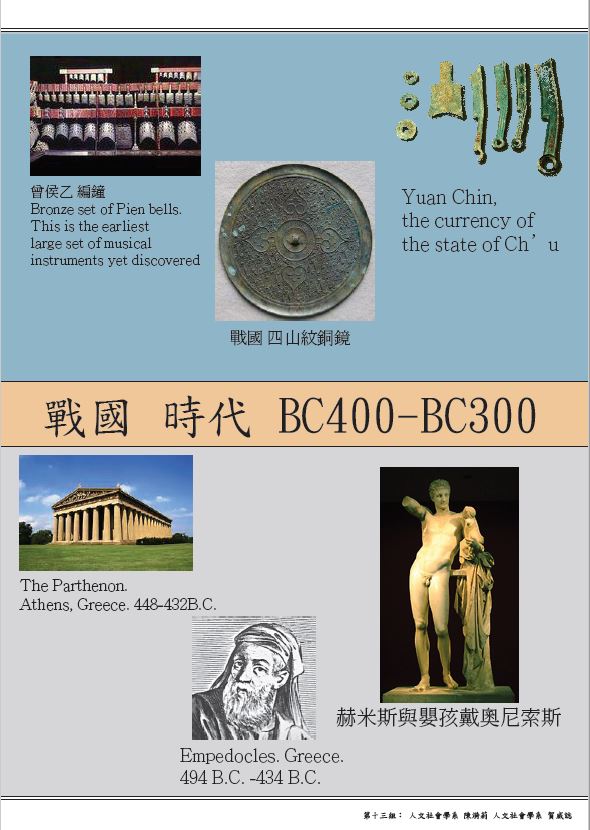 曾侯乙 編鐘
Bronze set of Pien bells.
This is the earliest
large set of musical
instruments yet discovered
Yuan Chin,
the currency of
the state of Ch’u
戰國 四山紋銅鏡
戰國 時代 BC400-BC300
The Parthenon.
Athens, Greece. 448-432B.C.
Empedocles. Greece.
494 B.C. -434 B.C.
赫米斯與嬰孩戴奧尼索斯
第十三組： 人文社會學系 陳 莉 人文社會學系 賀威